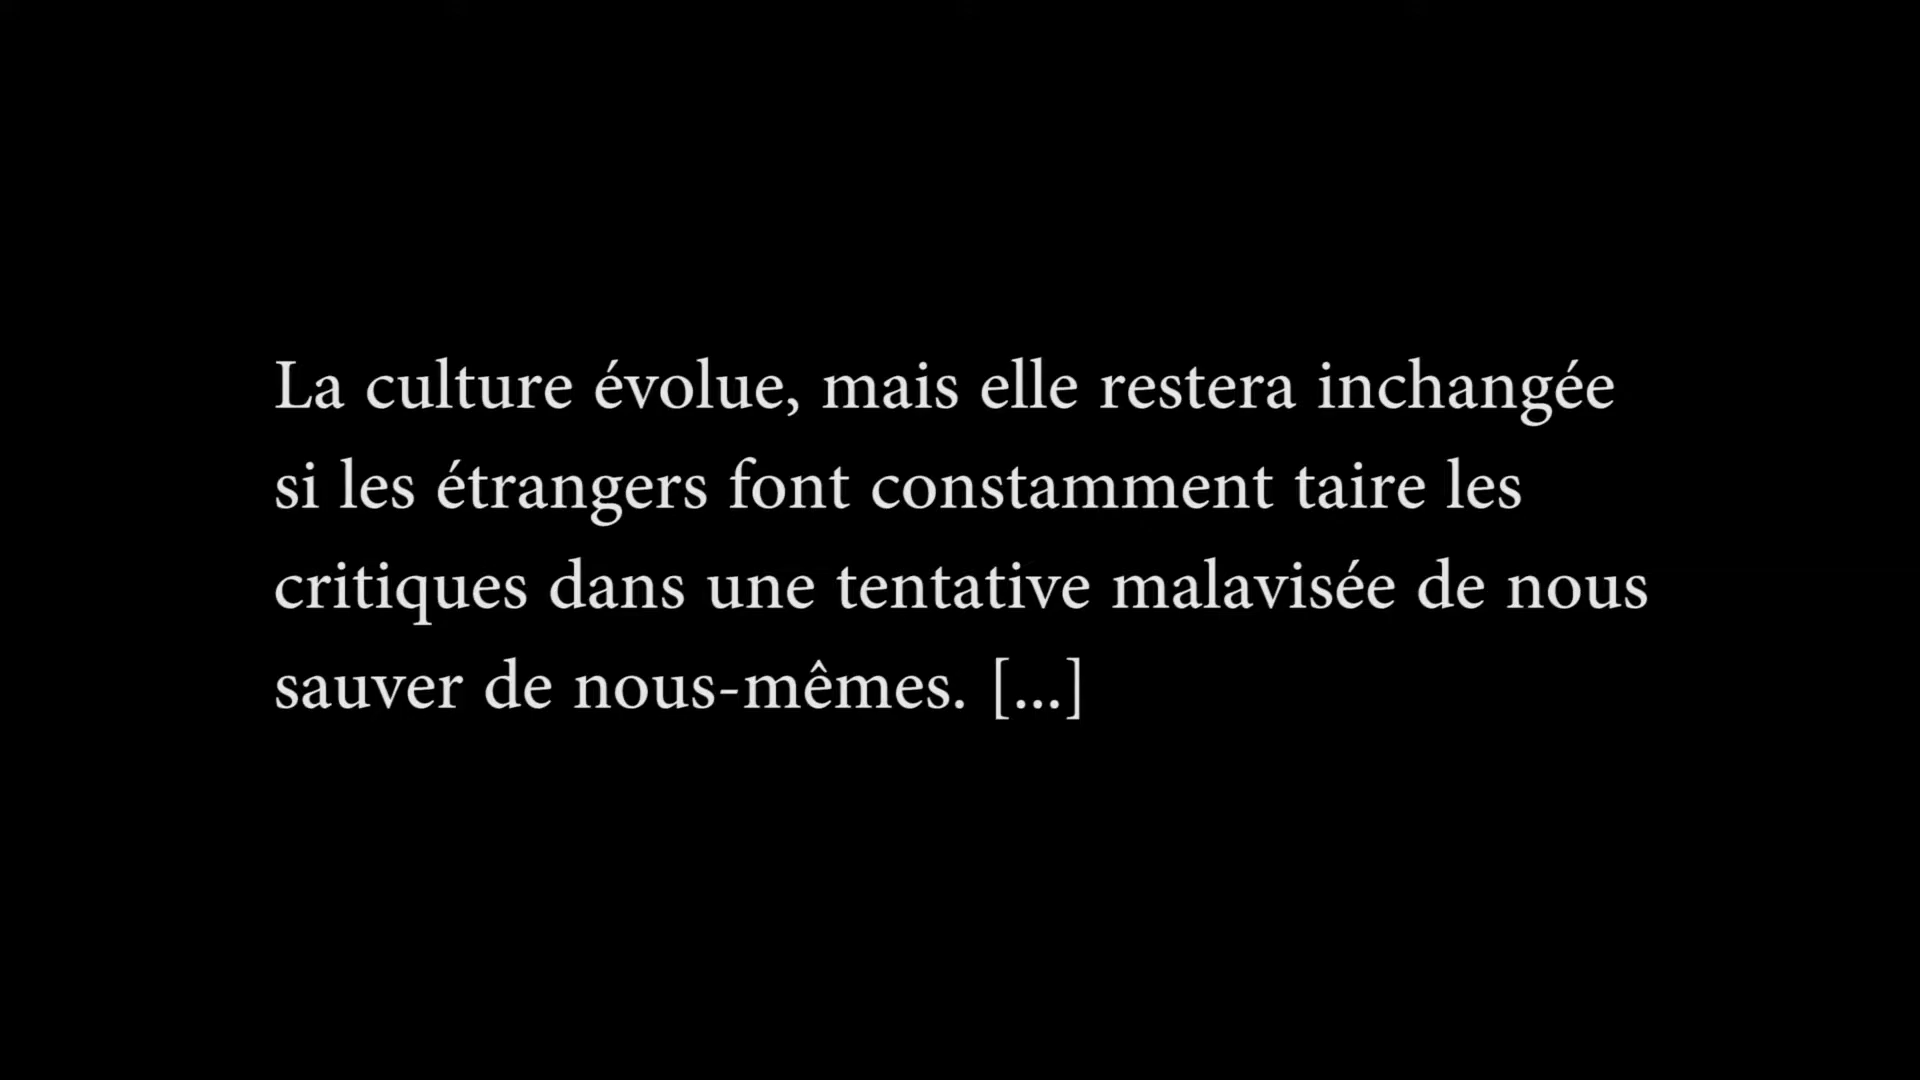 La culture évolue, mais elle restera inchangée
si les étrangers font constamment taire les
critiques dans une tentative malavisée de nous
sauver de nous-mêmes. [...]